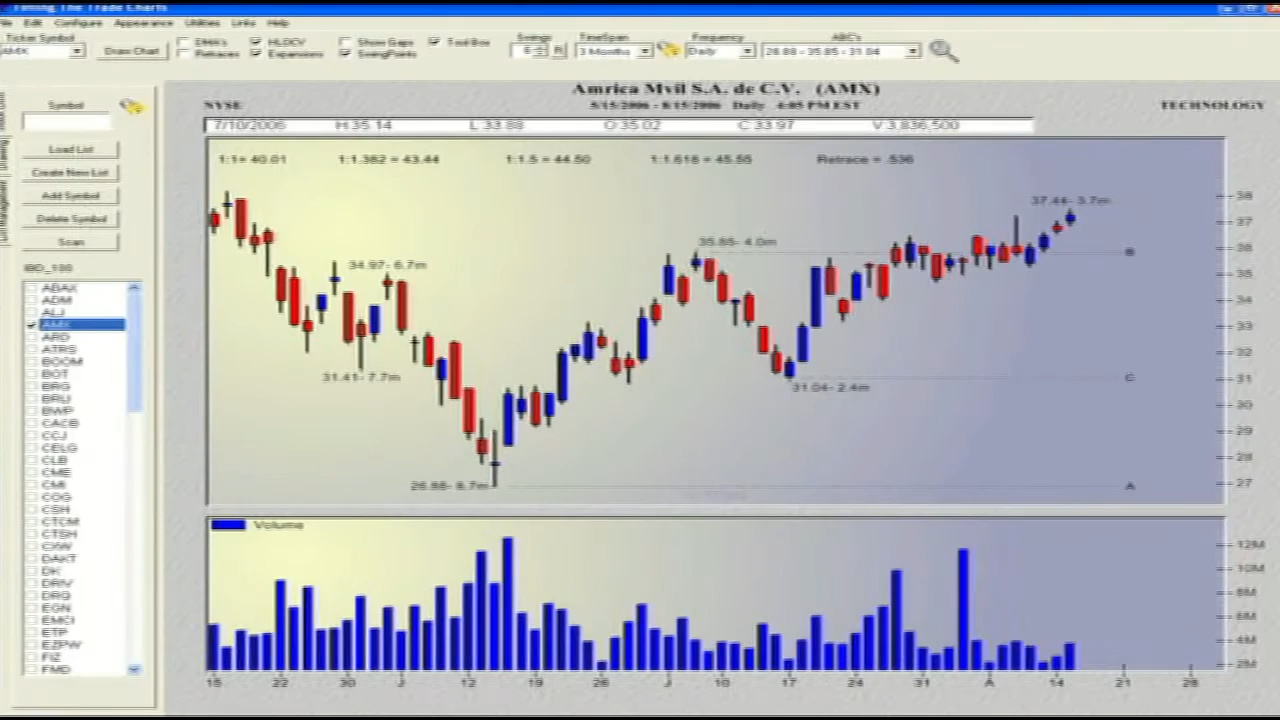 Timing The Trade Charts
File Edit Configure Appearance Utilities Links Help
Ticker Symbol
AMX
Draw Chart
DMA's
Retraces
HLOCV
Expansions
Show Gaps
SwingPoints
Tool Box
Swings
6
R
TimeSpan
3 Months
Frequency
Daily
ABC's
26.88 - 35.85 - 31.04
Symbol
Load List
Create New List
Add Symbol
Delete Symbol
Scan
IBD_100
ABAX
ADM
ALJ
AMX
ARD
ATRS
BOOM
BOT
BRG
BRU
BWP
CACB
CCJ
CELG
CLB
CME
CMI
COG
CSH
CTCM
CTSH
CXW
DAKT
DK
DRIV
DRQ
EGN
EMCI
ETP
EZPW
FIZ
FMD
Amrica Mvil S.A. de C.V. (AMX)
NYSE
5/15/2006 - 8/15/2006 Daily 4:05 PM EST
TECHNOLOGY
7/10/2006 H:35.14 L:33.88 O:35.02 C:33.97 V:3,836,500
1:1= 40.01 1:1.382 = 43.44 1:1.5 = 44.50 1:1.618 = 45.55 Retrace = .536
37.44- 3.7m
35.85- 4.0m
34.97- 6.7m
31.41- 7.7m
31.04- 2.4m
26.88- 8.7m
B
C
A
38
37
36
35
34
33
32
31
30
29
28
27
Volume
12M
10M
8M
6M
4M
2M
15 22 30 J 12 19 26 J 10 17 24 31 A 14 21 28